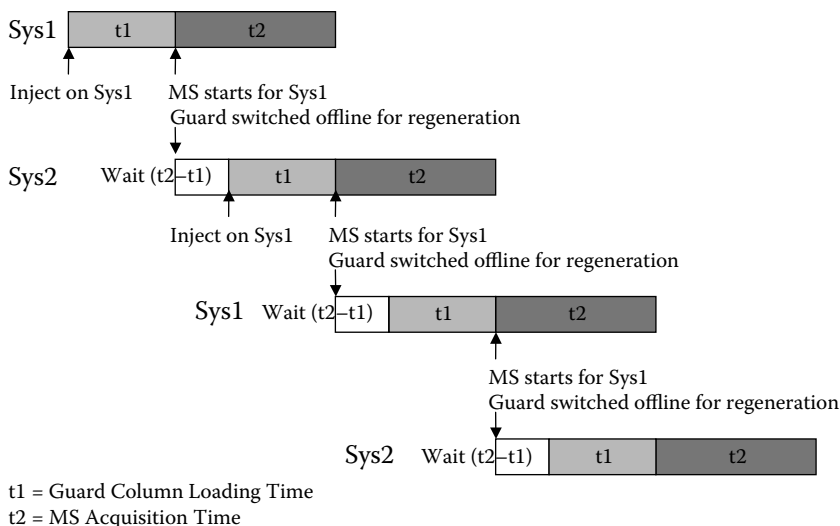 Sys1 t1 t2
Inject on Sys1 MS starts for Sys1
Guard switched offline for regeneration
Sys2 Wait (t2–t1) t1 t2
Inject on Sys1 MS starts for Sys1
Guard switched offline for regeneration
Sys1 Wait (t2–t1) t1 t2
MS starts for Sys1
Guard switched offline for regeneration
Sys2 Wait (t2–t1) t1 t2
t1 = Guard Column Loading Time
t2 = MS Acquisition Time